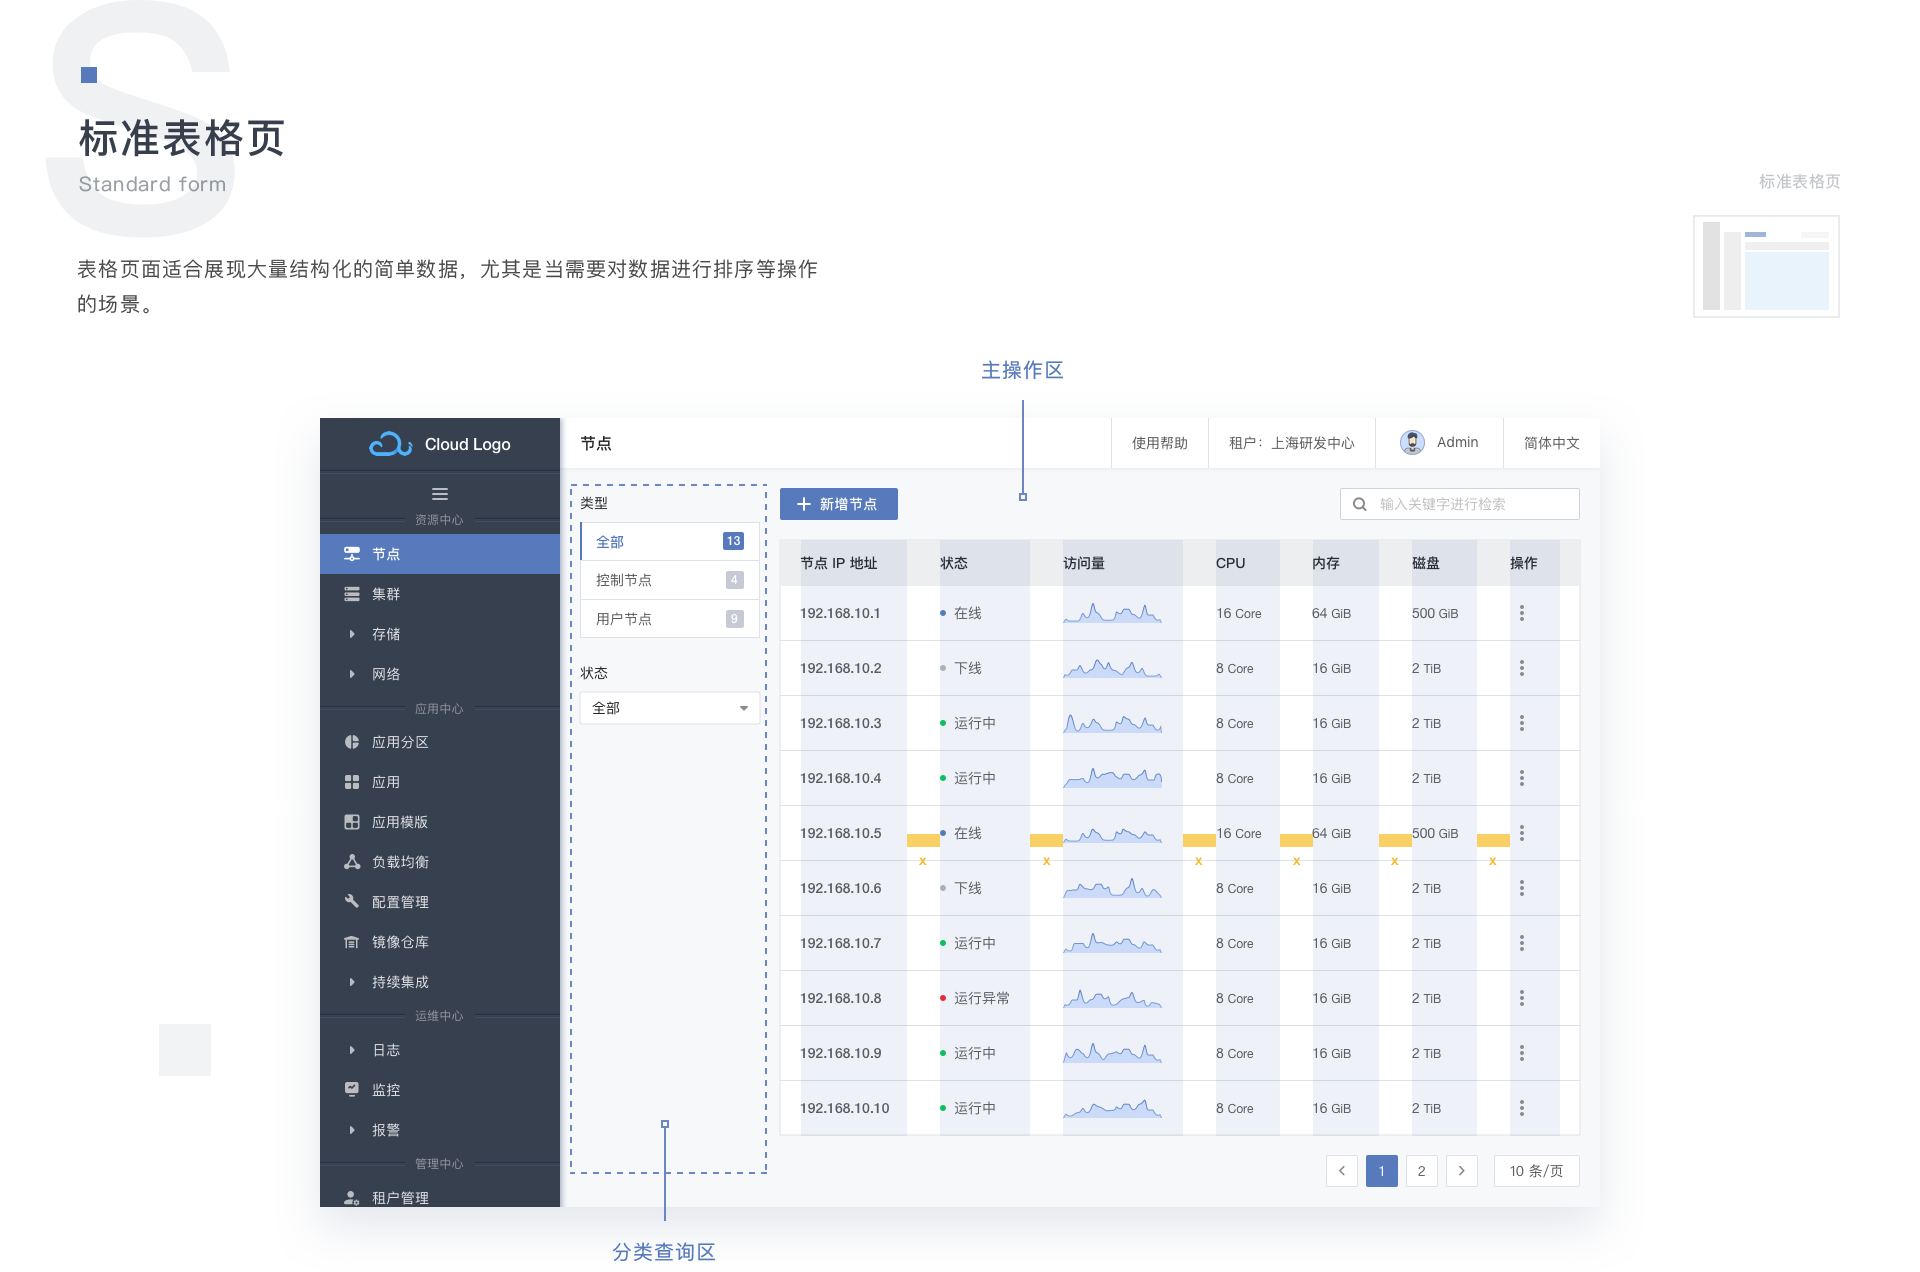 S
标准表格页
Standard form
标准表格页
表格页面适合展现大量结构化的简单数据，尤其是当需要对数据进行排序等操作
的场景。
主操作区
Cloud Logo
节点
使用帮助
租户：上海研发中心
Admin
简体中文
资源中心
节点
集群
存储
网络
应用中心
应用分区
应用
应用模版
负载均衡
配置管理
镜像仓库
持续集成
运维中心
日志
监控
报警
管理中心
租户管理
类型
全部 13
控制节点 4
用户节点 9
状态
全部
新增节点
输入关键字进行检索
节点 IP 地址 状态 访问量 CPU 内存 磁盘 操作
192.168.10.1 在线 16 Core 64 GiB 500 GiB
192.168.10.2 下线 8 Core 16 GiB 2 TiB
192.168.10.3 运行中 8 Core 16 GiB 2 TiB
192.168.10.4 运行中 8 Core 16 GiB 2 TiB
192.168.10.5 在线 16 Core 64 GiB 500 GiB
x x x x x x
192.168.10.6 下线 8 Core 16 GiB 2 TiB
192.168.10.7 运行中 8 Core 16 GiB 2 TiB
192.168.10.8 运行异常 8 Core 16 GiB 2 TiB
192.168.10.9 运行中 8 Core 16 GiB 2 TiB
192.168.10.10 运行中 8 Core 16 GiB 2 TiB
1 2 10 条/页
分类查询区